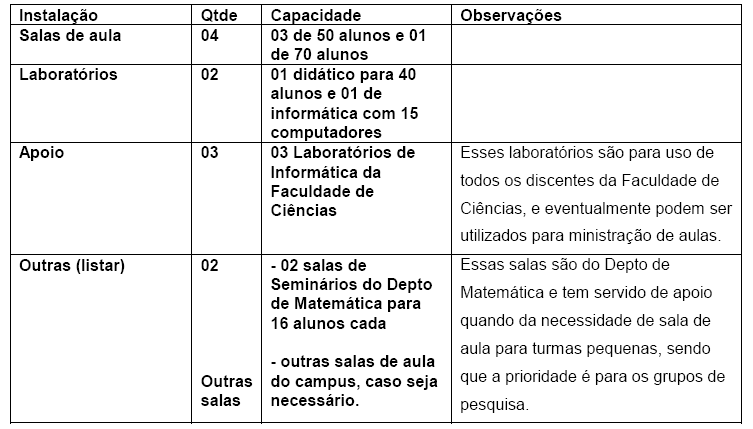 Instalação Qtde Capacidade Observações
Salas de aula 04 03 de 50 alunos e 01
de 70 alunos
Laboratórios 02 01 didático para 40
alunos e 01 de
informática com 15
computadores
Apoio 03 03 Laboratórios de
Informática da
Faculdade de
Ciências
Esses laboratórios são para uso de
todos os discentes da Faculdade de
Ciências, e eventualmente podem ser
utilizados para ministração de aulas.
Outras (listar) 02 - 02 salas de
Seminários do Depto
de Matemática para
16 alunos cada
Outras
salas
- outras salas de aula
do campus, caso seja
necessário.
Essas salas são do Depto de
Matemática e tem servido de apoio
quando da necessidade de sala de
aula para turmas pequenas, sendo
que a prioridade é para os grupos de
pesquisa.